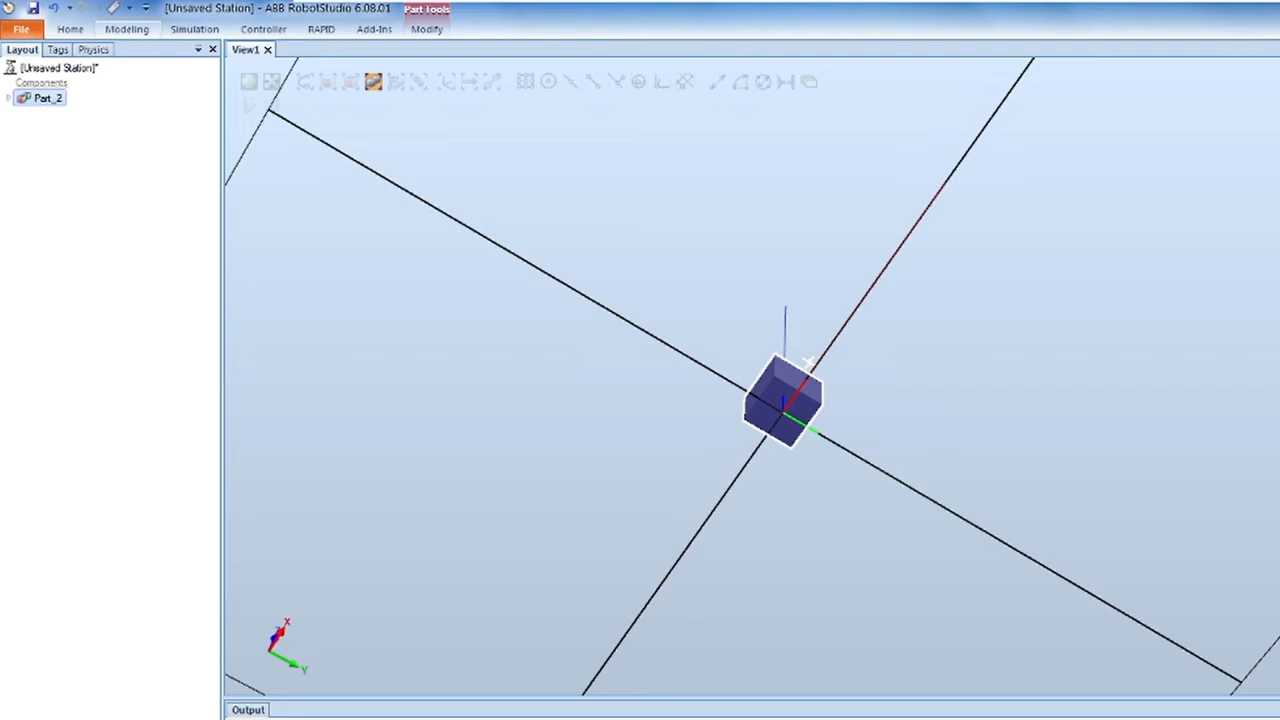 [Unsaved Station] - ABB RobotStudio 6.08.01
Part Tools
File Home Modeling Simulation Controller RAPID Add-Ins Modify
Layout Tags Physics
View1
[Unsaved Station]*
Components
Part_2
X
Y
Output